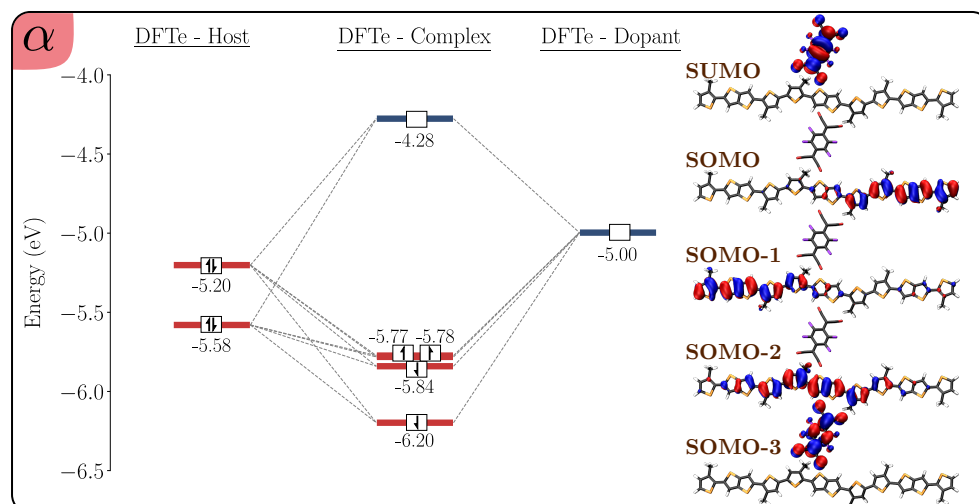 α
DFTe - Host
DFTe - Complex
DFTe - Dopant
Energy (eV)
−4.0
−4.5
−5.0
−5.5
−6.0
−6.5
-5.20
-5.58
-4.28
-5.77
-5.78
-5.84
-6.20
-5.00
SUMO
SOMO
SOMO-1
SOMO-2
SOMO-3